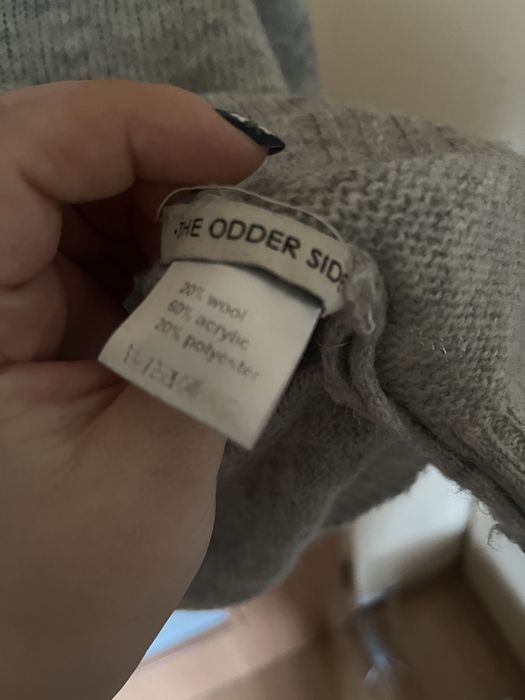 ·THE ODDER SIDE
20% wool
60% acrylic
20% polyester